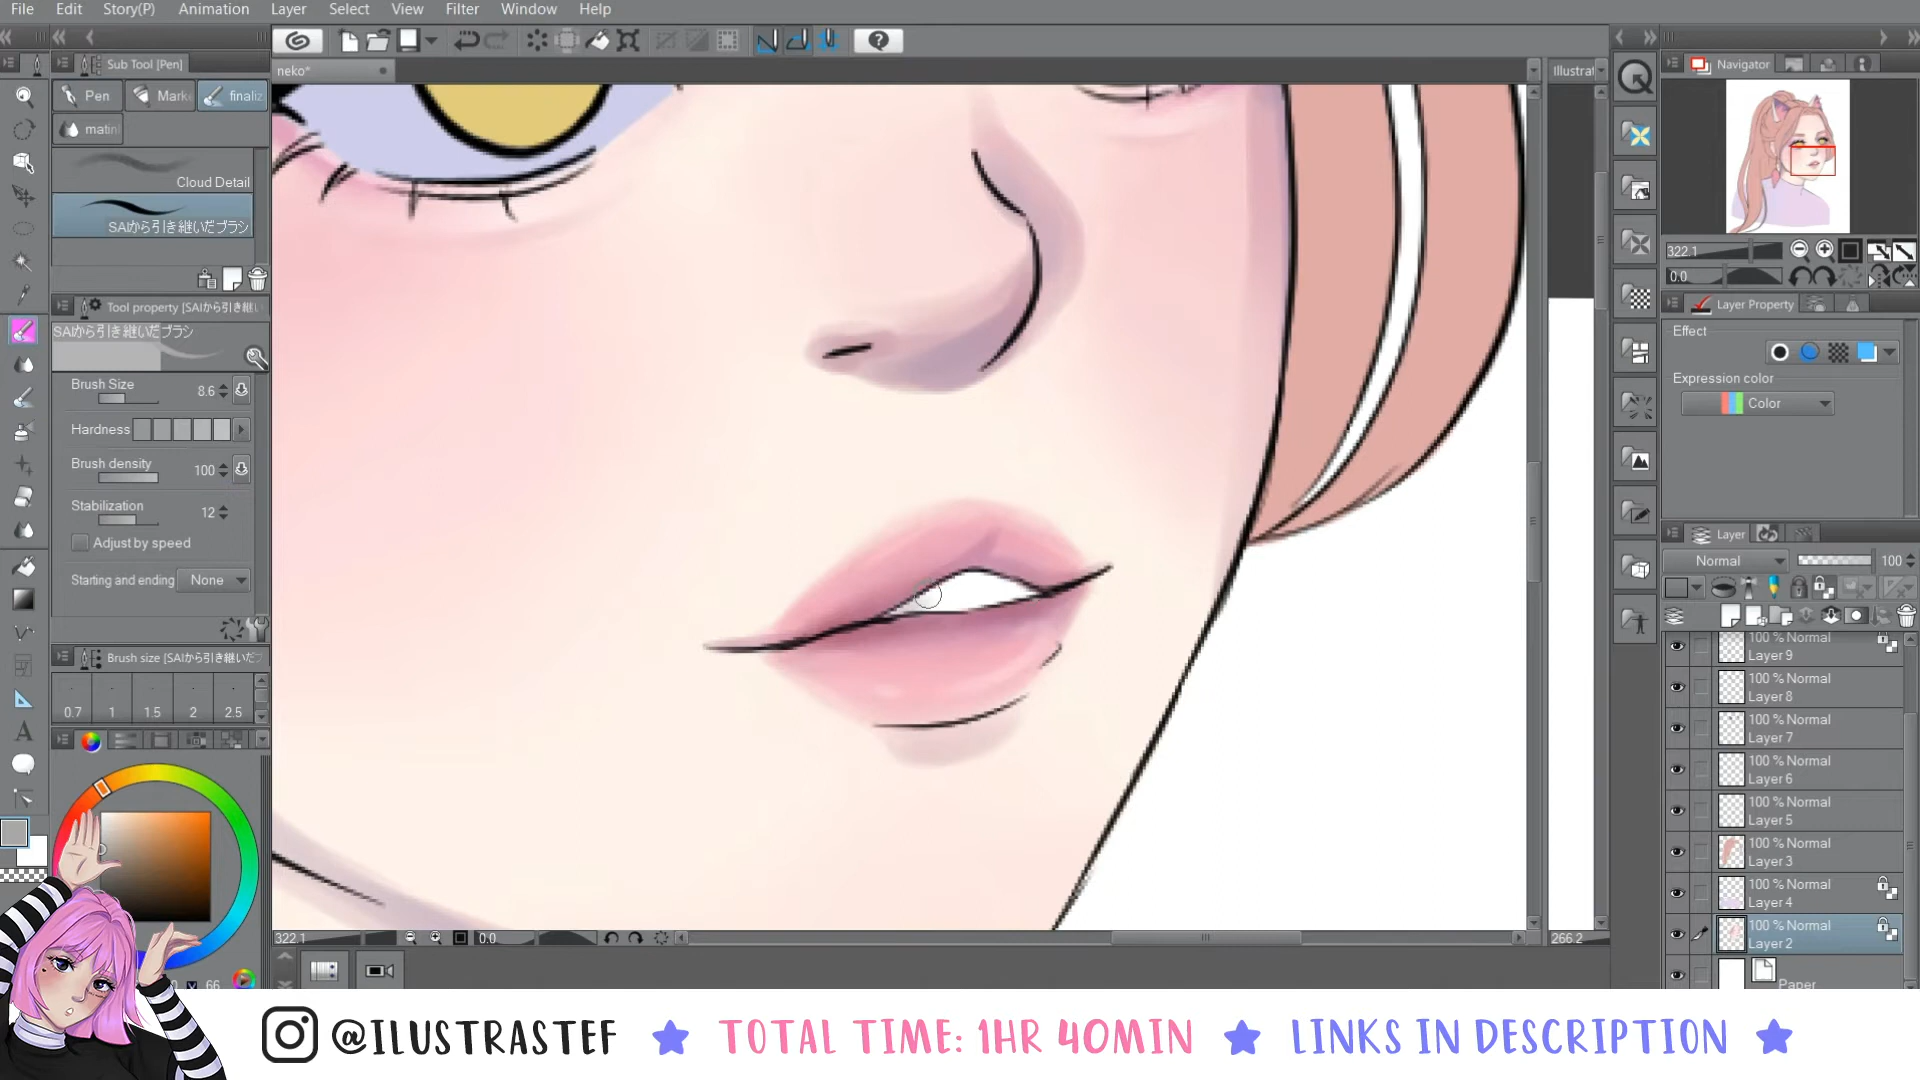 File Edit Story(P) Animation Layer Select View Filter Window Help
Sub Tool [Pen]
neko*
Illustrat
Navigator
Pen
Mark
finaliz
matin
Cloud Detail
SAIから引き継いだブラシ
Tool property [SAIから引き継い
SAIから引き継いだブラシ
Brush Size 8.6
Hardness
Brush density 100
Stabilization 12
Adjust by speed
Starting and ending None
Brush size [SAIから引き継いだブ
0.7 1 1.5 2 2.5
66
322.1
0.0
Layer Property
Effect
Expression color
Color
Layer
Normal 100
100 % Normal
Layer 9
100 % Normal
Layer 8
100 % Normal
Layer 7
100 % Normal
Layer 6
100 % Normal
Layer 5
100 % Normal
Layer 3
100 % Normal
Layer 4
100 % Normal
Layer 2
Paper
322.1 0.0
266.2
@ILUSTRASTEF TOTAL TIME: 1HR 40MIN LINKS IN DESCRIPTION